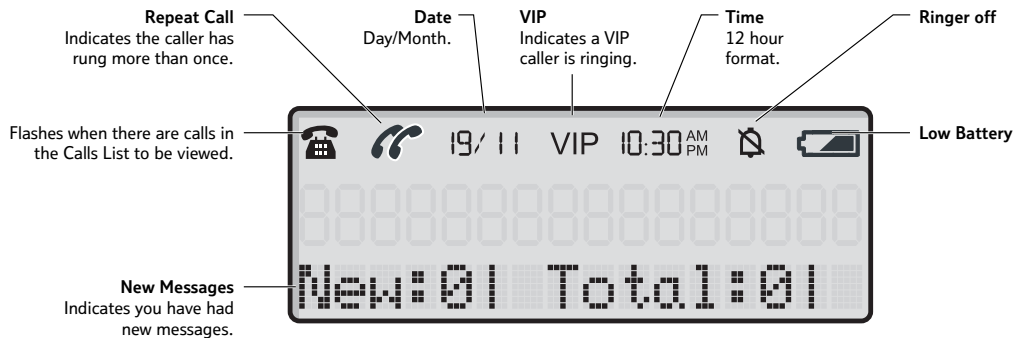 Repeat Call
Indicates the caller has
rung more than once.
Date
Day/Month.
VIP
Indicates a VIP
caller is ringing.
Time
12 hour
format.
Ringer off
Flashes when there are calls in
the Calls List to be viewed.
Low Battery
19/11 VIP 10:30 AM
PM
New:01 Total:01
New Messages
Indicates you have had
new messages.